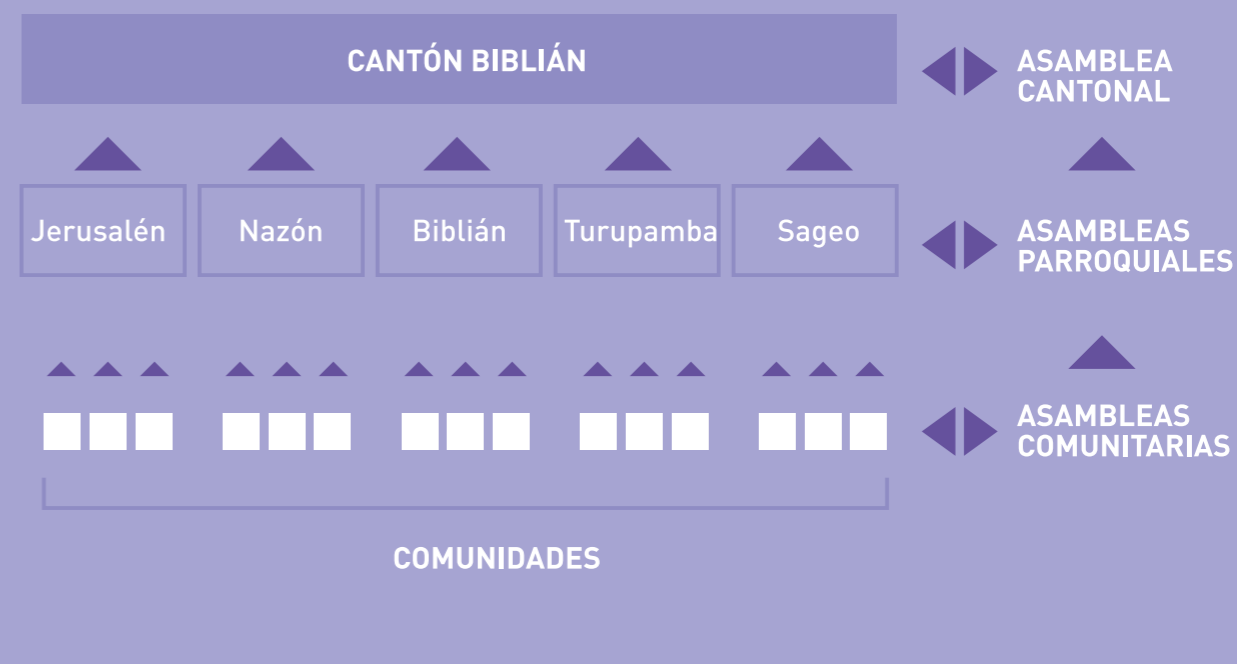 CANTÓN BIBLIÁN
ASAMBLEA
CANTONAL
Jerusalén
Nazón
Biblián
Turupamba
Sageo
ASAMBLEAS
PARROQUIALES
ASAMBLEAS
COMUNITARIAS
COMUNIDADES